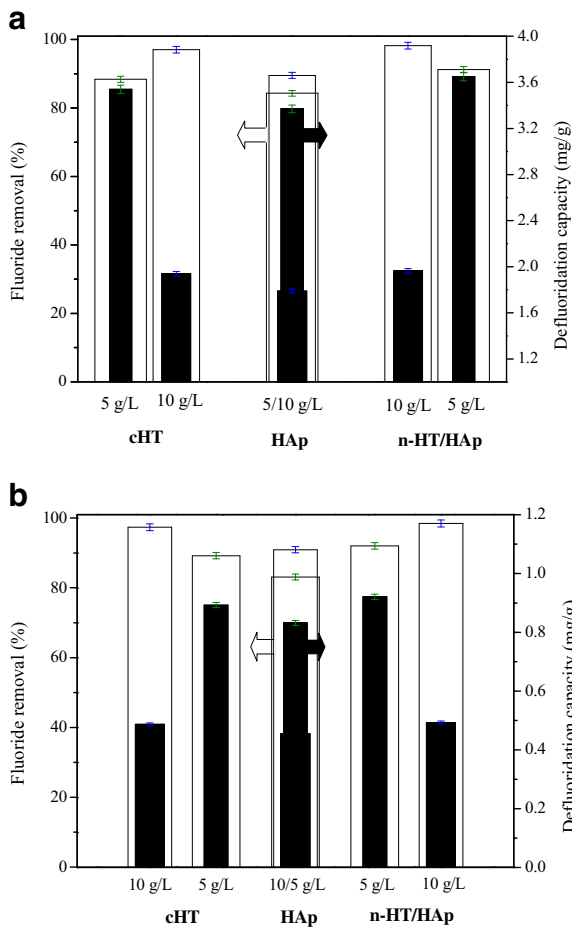 a
100
80
60
40
20
0
Fluoride removal (%)
4.0
3.6
3.2
2.8
2.4
2.0
1.6
1.2
Defluoridation capacity (mg/g)
5 g/L 10 g/L 5/10 g/L 10 g/L 5 g/L
cHT HAp n-HT/HAp
b
100
80
60
40
20
0
Fluoride removal (%)
1.2
1.0
0.8
0.6
0.4
0.2
0.0
Defluoridation capacity (mg/g)
10 g/L 5 g/L 10/5 g/L 5 g/L 10 g/L
cHT HAp n-HT/HAp